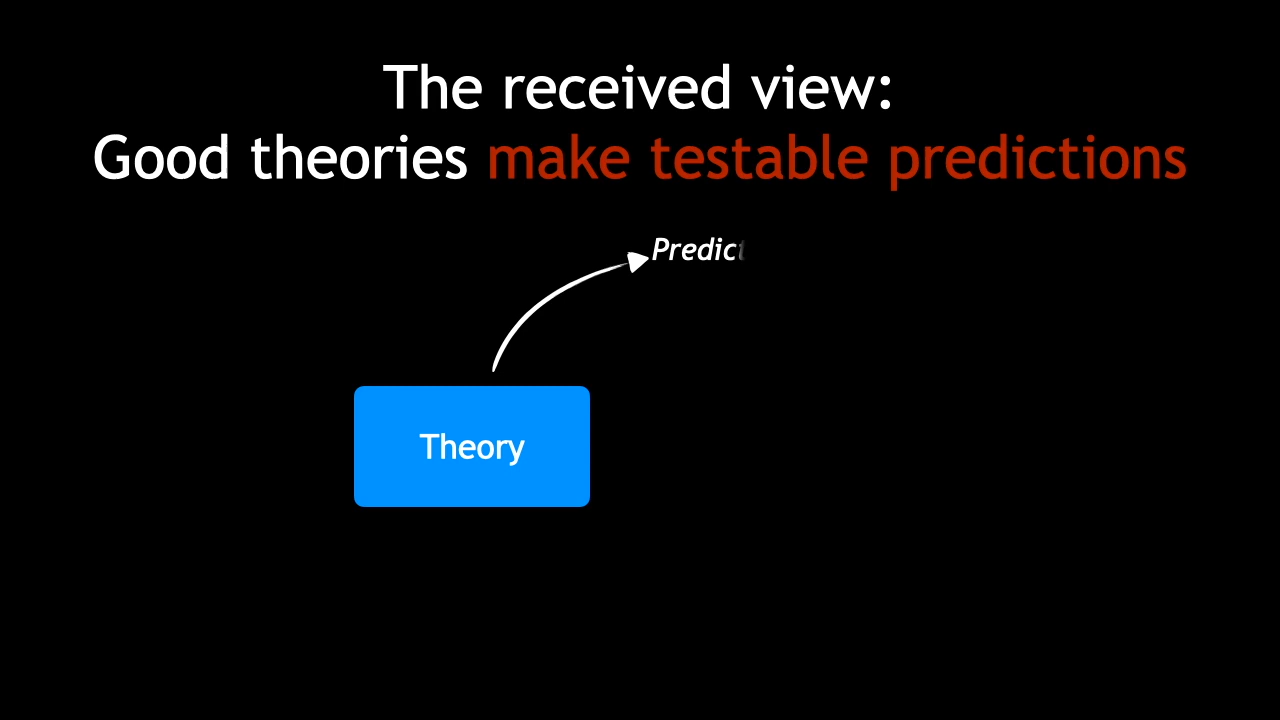 The received view:
Good theories make testable predictions
Predict
Theory